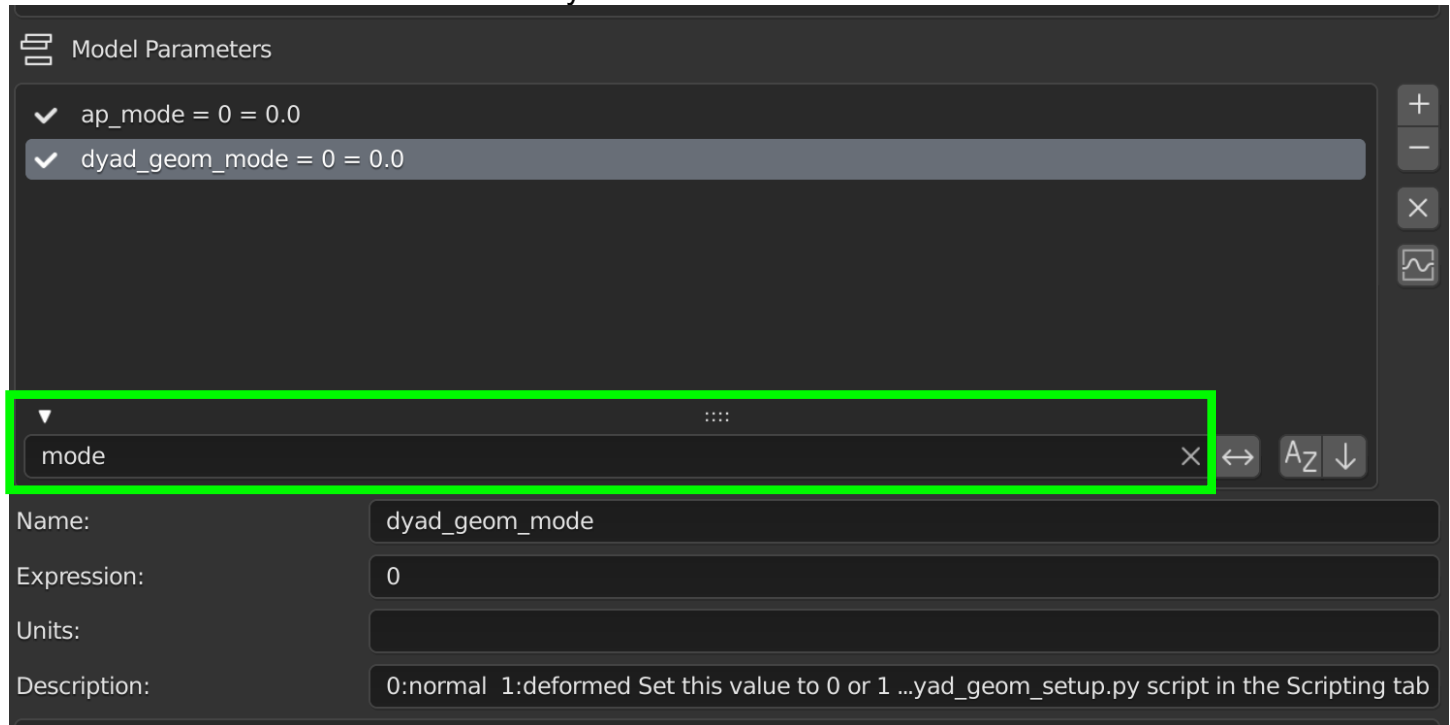 Model Parameters
ap_mode = 0 = 0.0
dyad_geom_mode = 0 = 0.0
mode
AZ
Name: dyad_geom_mode
Expression: 0
Units:
Description: 0:normal 1:deformed Set this value to 0 or 1 ...yad_geom_setup.py script in the Scripting tab